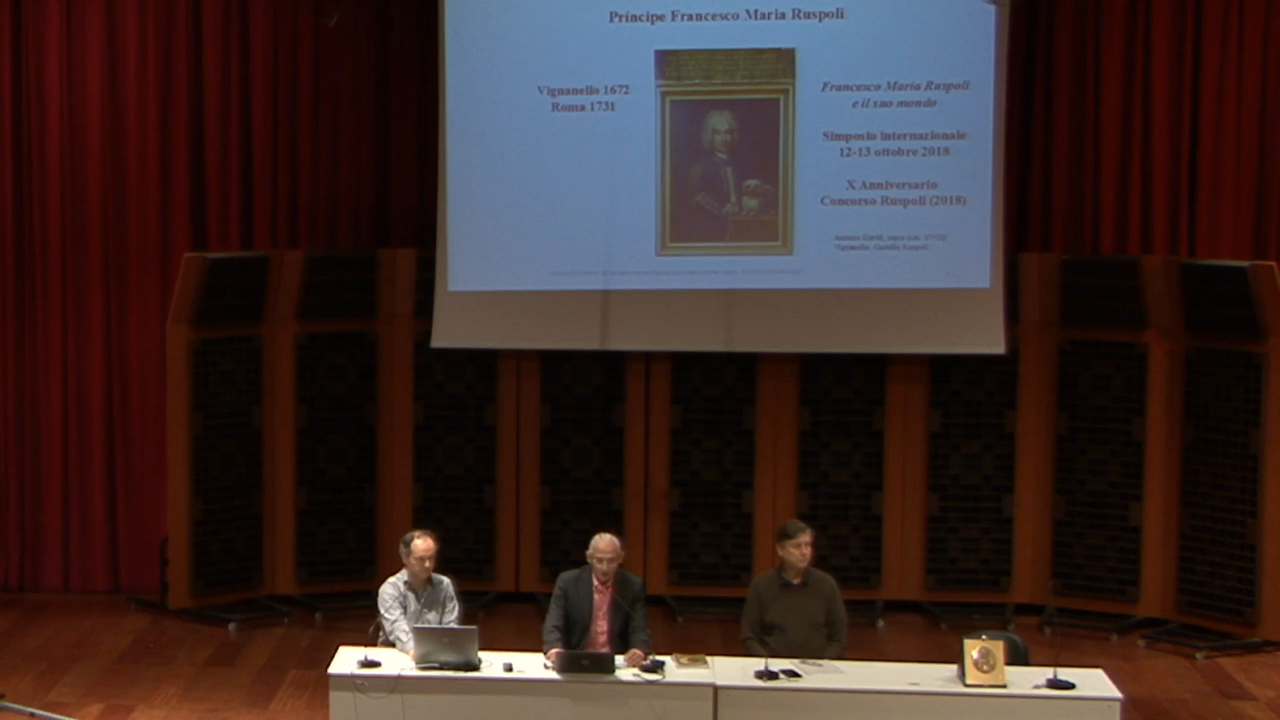 Principe Francesco Maria Ruspoli
Vignanello 1672
Roma 1731
Francesco Maria Ruspoli
e il suo mondo
Simposio internazionale
12-13 ottobre 2018
X Anniversario
Concorso Ruspoli (2018)